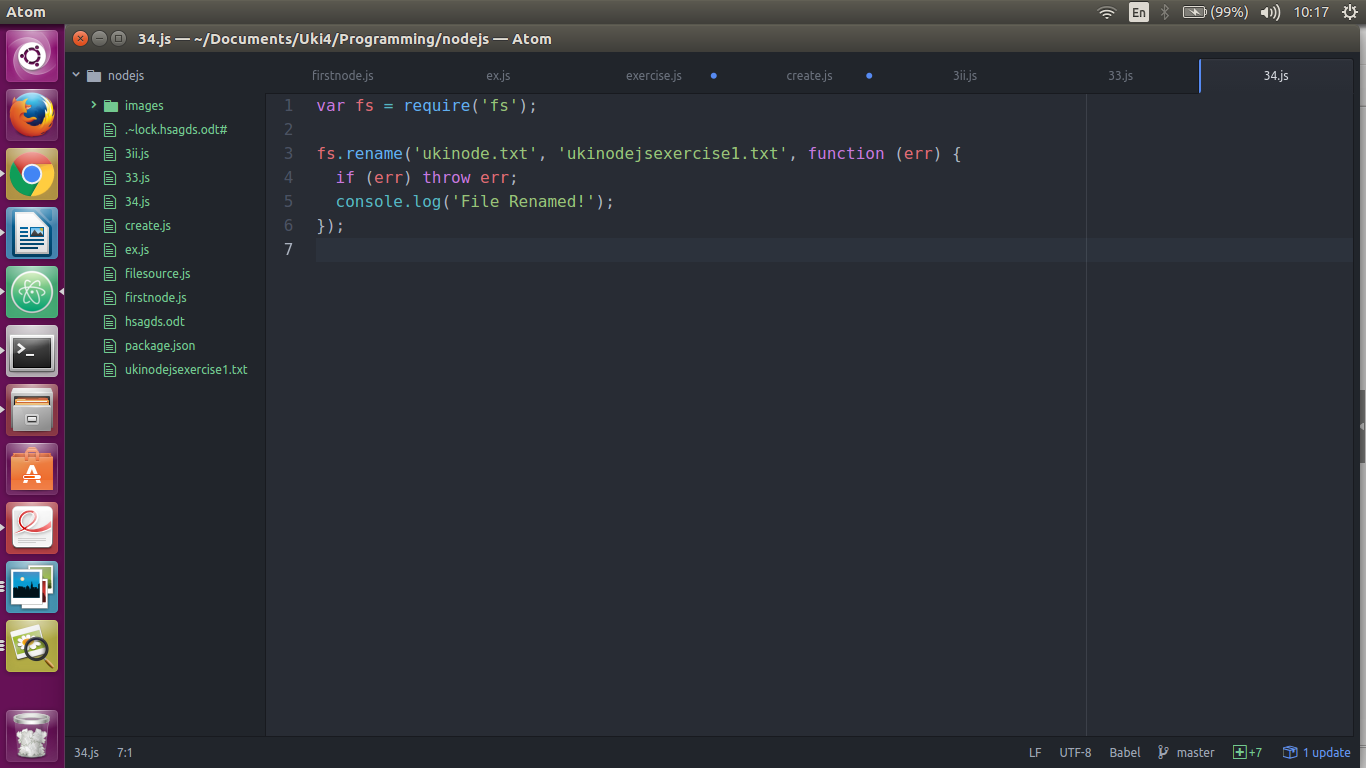 Atom
En
(99%)
10:17
34.js — ~/Documents/Uki4/Programming/nodejs — Atom
nodejs
images
.~lock.hsagds.odt#
3ii.js
33.js
34.js
create.js
ex.js
filesource.js
firstnode.js
hsagds.odt
package.json
ukinodejsexercise1.txt
firstnode.js
ex.js
exercise.js
create.js
3ii.js
33.js
34.js
1 var fs = require('fs');
2
3 fs.rename('ukinode.txt', 'ukinodejsexercise1.txt', function (err) {
4   if (err) throw err;
5   console.log('File Renamed!');
6 });
7
34.js 7:1
LF UTF-8 Babel master +7 1 update